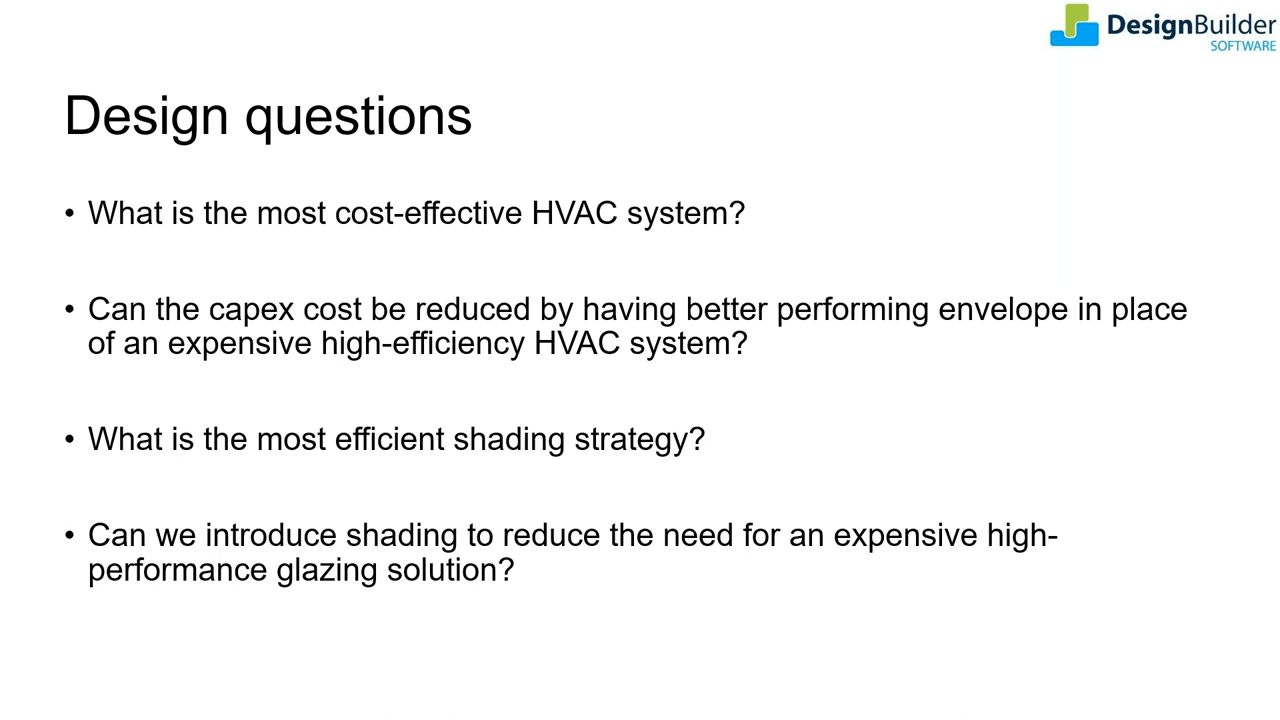 DesignBuilder
SOFTWARE
Design questions
• What is the most cost-effective HVAC system?
• Can the capex cost be reduced by having better performing envelope in place
of an expensive high-efficiency HVAC system?
• What is the most efficient shading strategy?
• Can we introduce shading to reduce the need for an expensive high-
performance glazing solution?